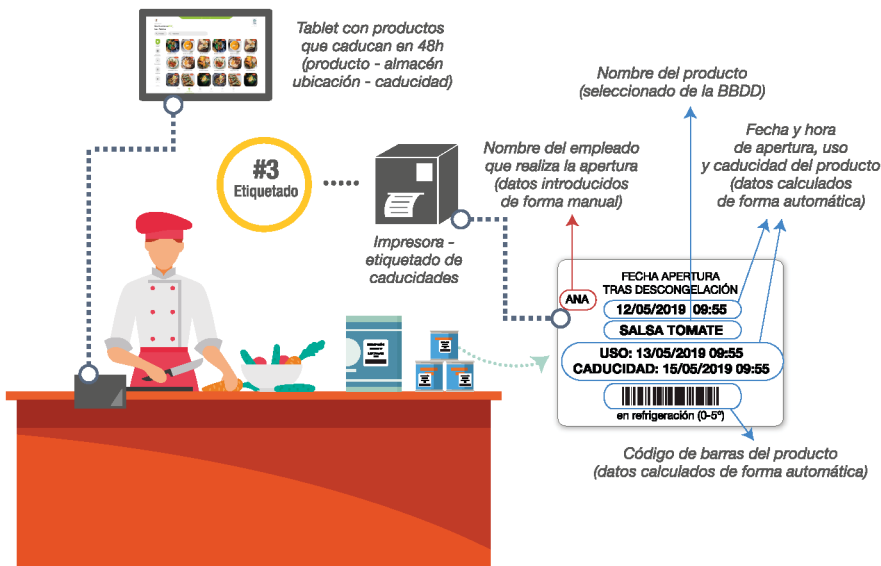 Tablet con productos
que caducan en 48h
(producto - almacén
ubicación - caducidad)
Nombre del producto
(seleccionado de la BBDD)
Fecha y hora
de apertura, uso
y caducidad del producto
(datos calculados
de forma automática)
Nombre del empleado
que realiza la apertura
(datos introducidos
de forma manual)
#3
Etiquetado
Impresora -
etiquetado de
caducidades
FECHA APERTURA
TRAS DESCONGELACIÓN
ANA
12/05/2019 09:55
SALSA TOMATE
USO: 13/05/2019 09:55
CADUCIDAD: 15/05/2019 09:55
en refrigeración (0-5º)
Código de barras del producto
(datos calculados de forma automática)